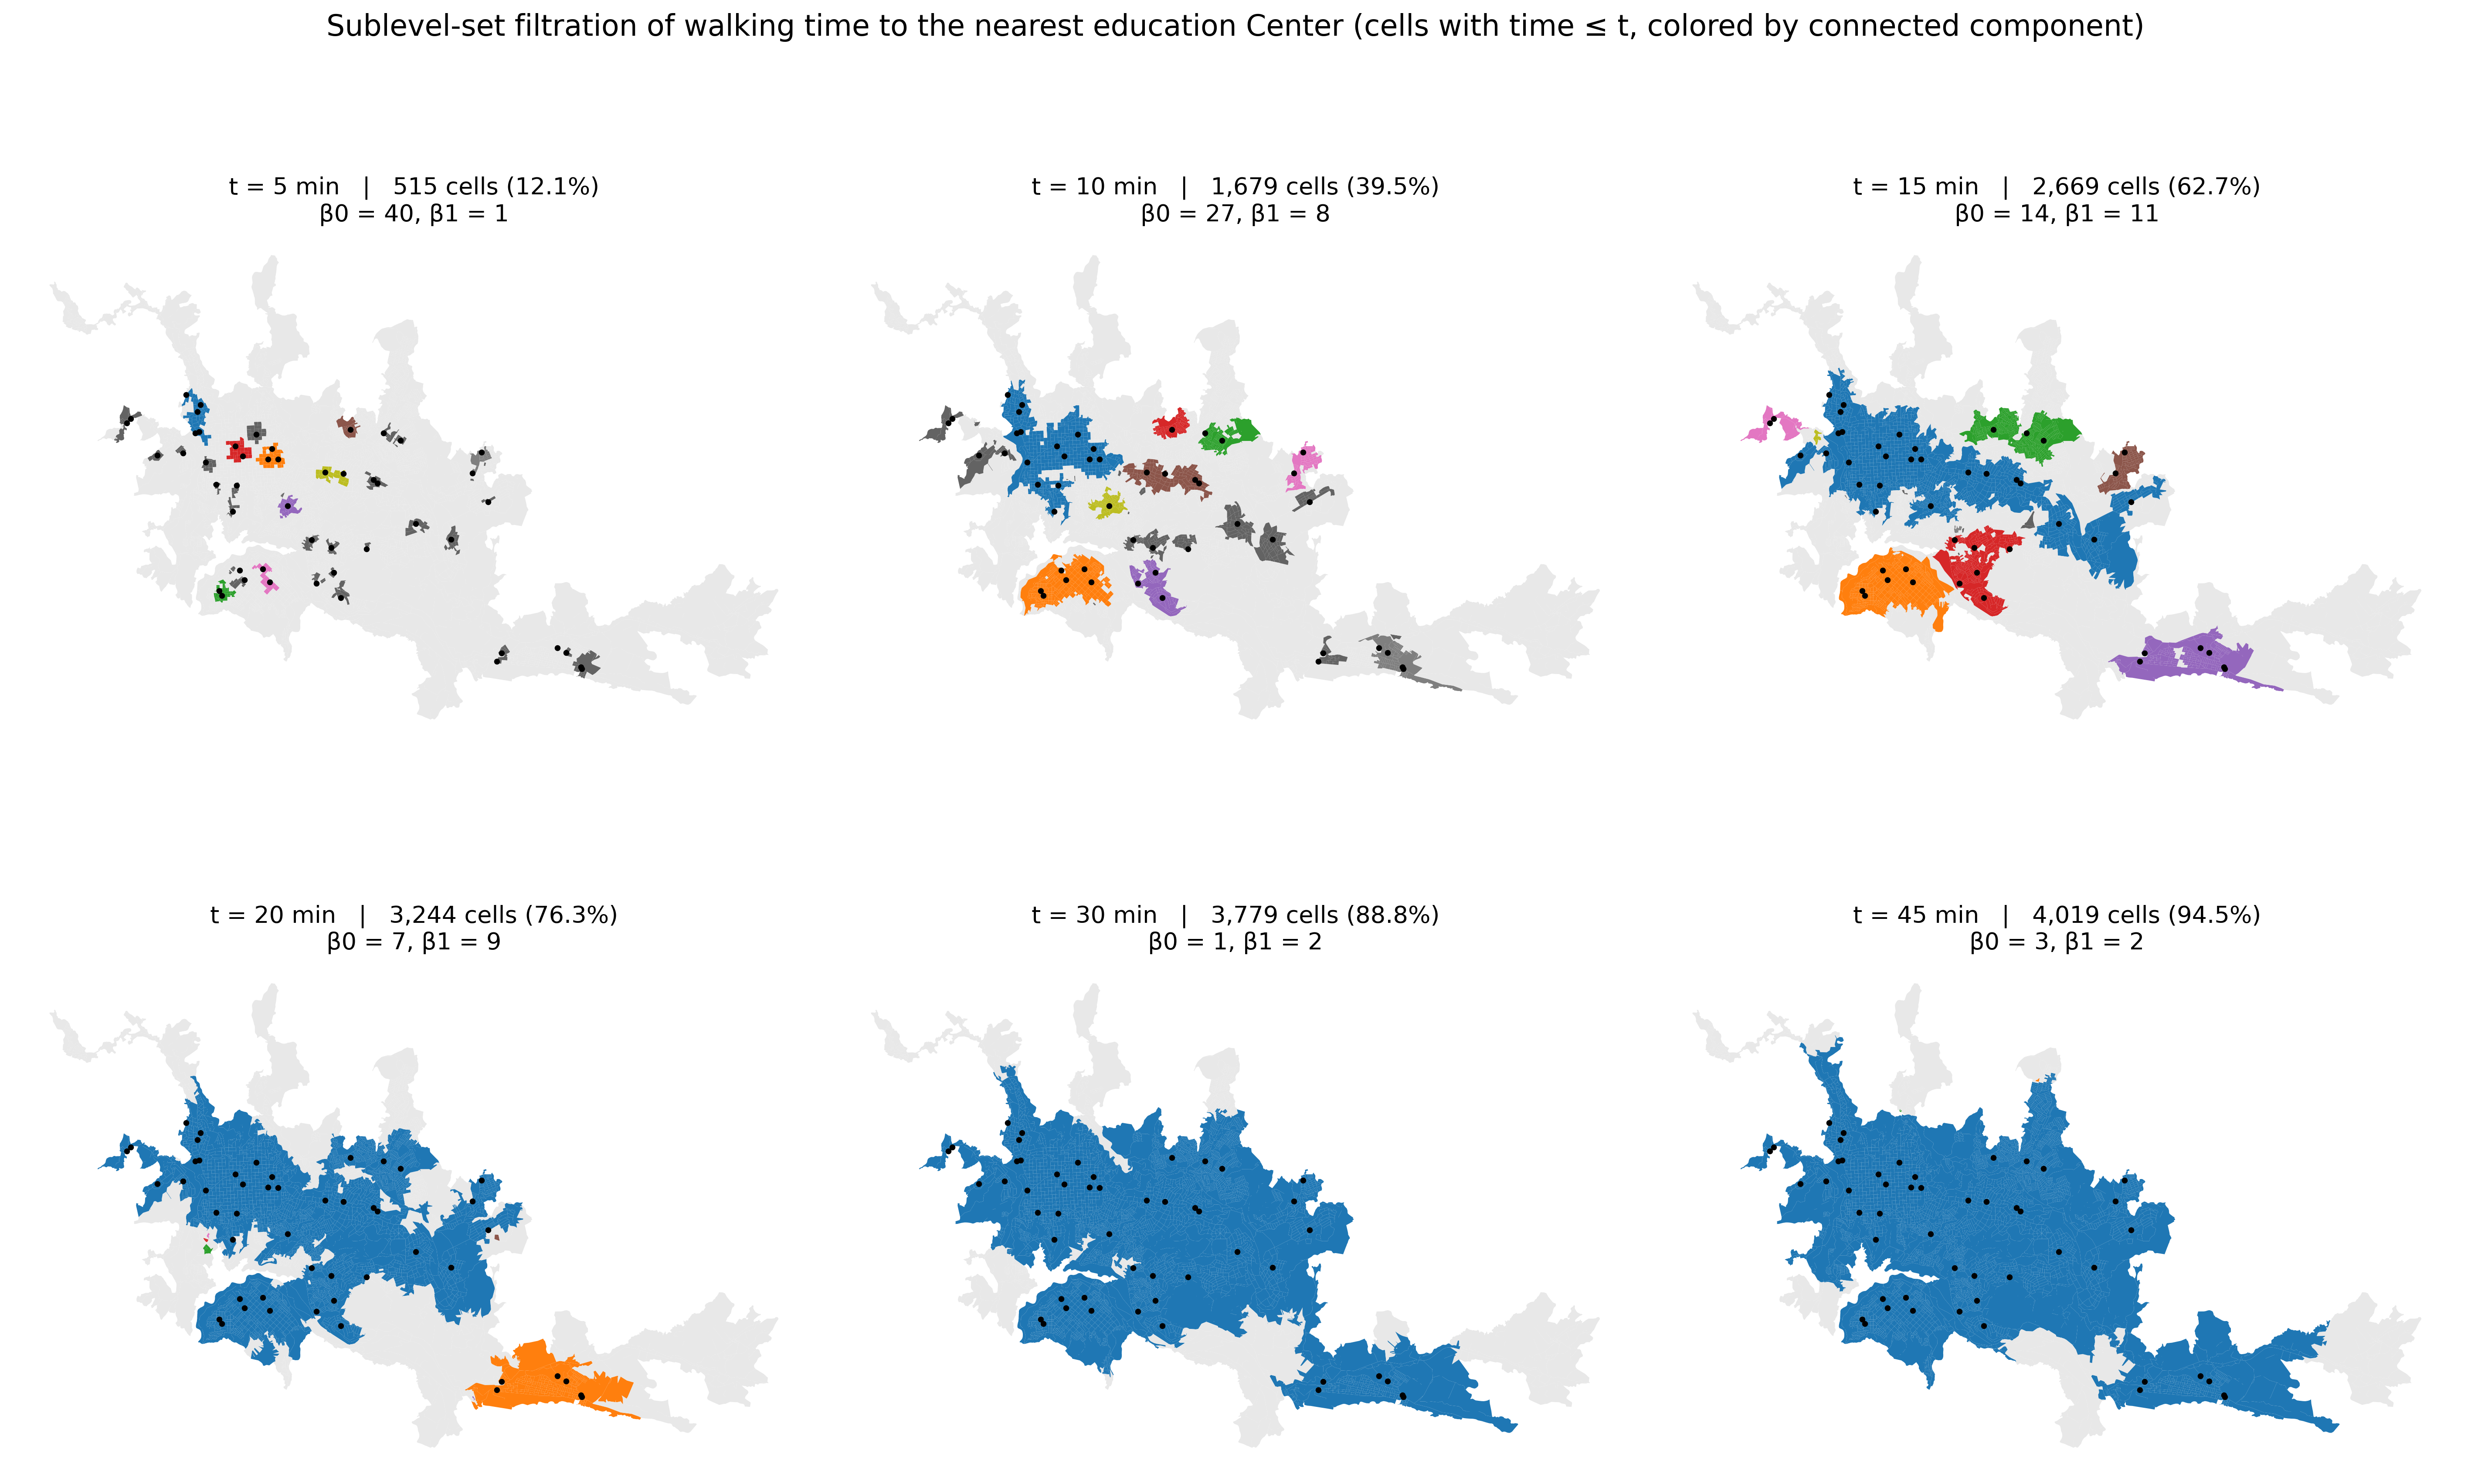 Sublevel-set filtration of walking time to the nearest education Center (cells with time ≤ t, colored by connected component)
t = 5 min | 515 cells (12.1%)
β0 = 40, β1 = 1
t = 10 min | 1,679 cells (39.5%)
β0 = 27, β1 = 8
t = 15 min | 2,669 cells (62.7%)
β0 = 14, β1 = 11
t = 20 min | 3,244 cells (76.3%)
β0 = 7, β1 = 9
t = 30 min | 3,779 cells (88.8%)
β0 = 1, β1 = 2
t = 45 min | 4,019 cells (94.5%)
β0 = 3, β1 = 2